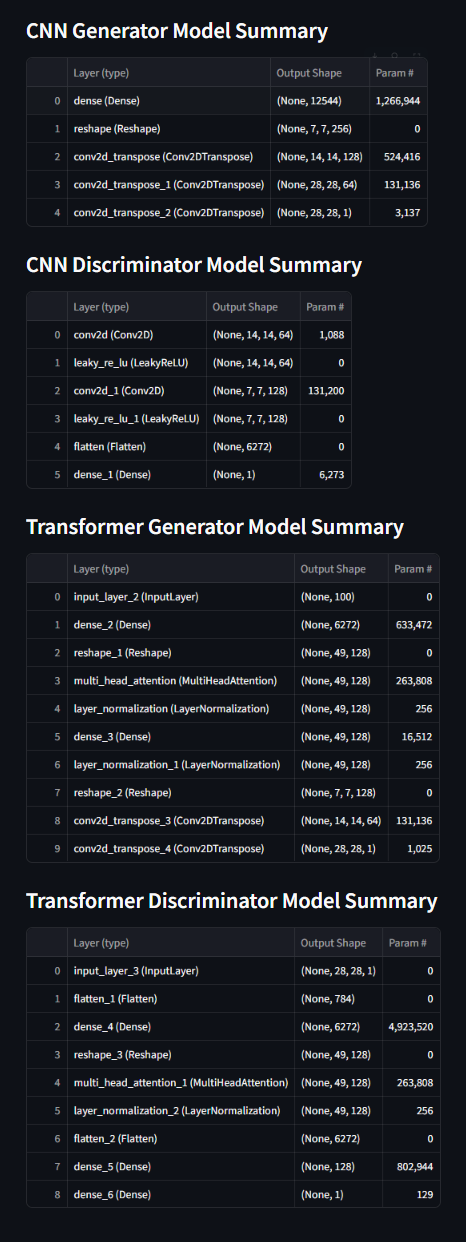 CNN Generator Model Summary
Layer (type) Output Shape Param #
0 dense (Dense) (None, 12544) 1,266,944
1 reshape (Reshape) (None, 7, 7, 256) 0
2 conv2d_transpose (Conv2DTranspose) (None, 14, 14, 128) 524,416
3 conv2d_transpose_1 (Conv2DTranspose) (None, 28, 28, 64) 131,136
4 conv2d_transpose_2 (Conv2DTranspose) (None, 28, 28, 1) 3,137
CNN Discriminator Model Summary
Layer (type) Output Shape Param #
0 conv2d (Conv2D) (None, 14, 14, 64) 1,088
1 leaky_re_lu (LeakyReLU) (None, 14, 14, 64) 0
2 conv2d_1 (Conv2D) (None, 7, 7, 128) 131,200
3 leaky_re_lu_1 (LeakyReLU) (None, 7, 7, 128) 0
4 flatten (Flatten) (None, 6272) 0
5 dense_1 (Dense) (None, 1) 6,273
Transformer Generator Model Summary
Layer (type) Output Shape Param #
0 input_layer_2 (InputLayer) (None, 100) 0
1 dense_2 (Dense) (None, 6272) 633,472
2 reshape_1 (Reshape) (None, 49, 128) 0
3 multi_head_attention (MultiHeadAttention) (None, 49, 128) 263,808
4 layer_normalization (LayerNormalization) (None, 49, 128) 256
5 dense_3 (Dense) (None, 49, 128) 16,512
6 layer_normalization_1 (LayerNormalization) (None, 49, 128) 256
7 reshape_2 (Reshape) (None, 7, 7, 128) 0
8 conv2d_transpose_3 (Conv2DTranspose) (None, 14, 14, 64) 131,136
9 conv2d_transpose_4 (Conv2DTranspose) (None, 28, 28, 1) 1,025
Transformer Discriminator Model Summary
Layer (type) Output Shape Param #
0 input_layer_3 (InputLayer) (None, 28, 28, 1) 0
1 flatten_1 (Flatten) (None, 784) 0
2 dense_4 (Dense) (None, 6272) 4,923,520
3 reshape_3 (Reshape) (None, 49, 128) 0
4 multi_head_attention_1 (MultiHeadAttention) (None, 49, 128) 263,808
5 layer_normalization_2 (LayerNormalization) (None, 49, 128) 256
6 flatten_2 (Flatten) (None, 6272) 0
7 dense_5 (Dense) (None, 128) 802,944
8 dense_6 (Dense) (None, 1) 129